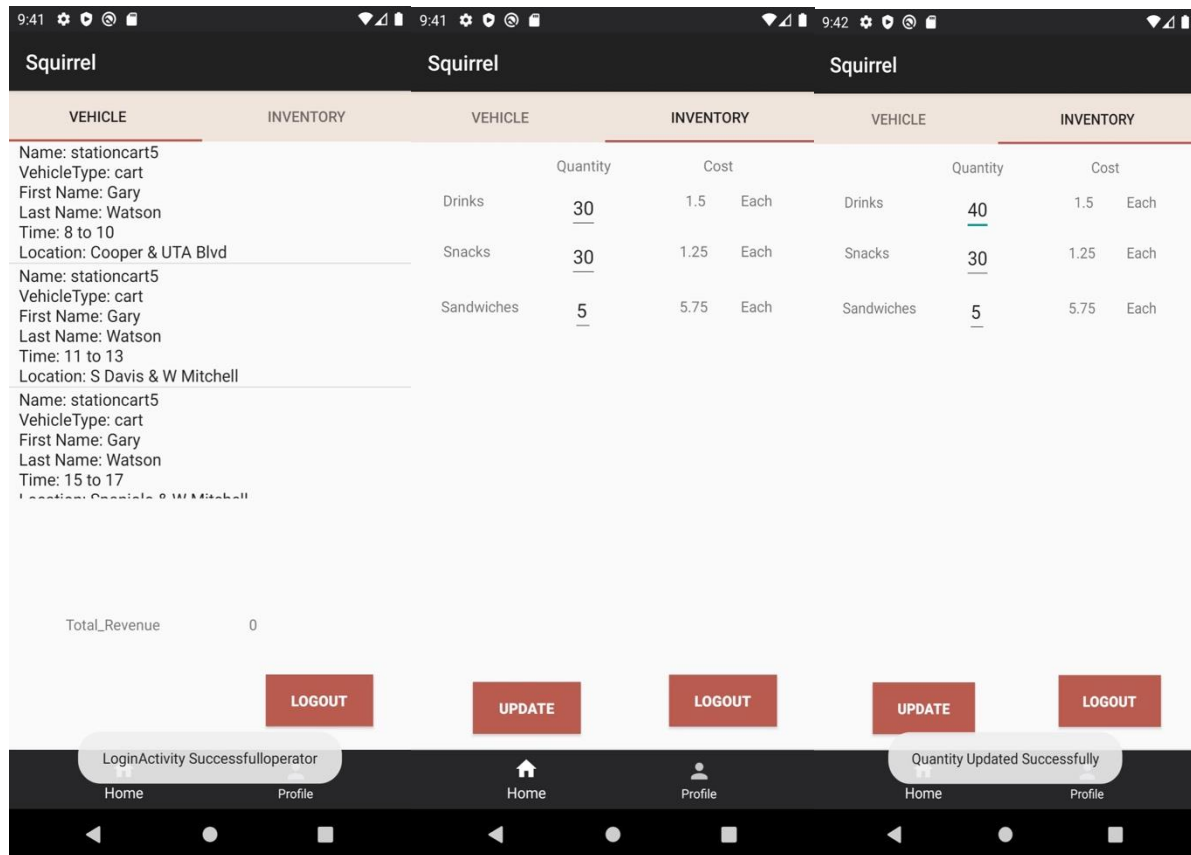 9:41
Squirrel
VEHICLE INVENTORY
Name: stationcart5
VehicleType: cart
First Name: Gary
Last Name: Watson
Time: 8 to 10
Location: Cooper & UTA Blvd
Name: stationcart5
VehicleType: cart
First Name: Gary
Last Name: Watson
Time: 11 to 13
Location: S Davis & W Mitchell
Name: stationcart5
VehicleType: cart
First Name: Gary
Last Name: Watson
Time: 15 to 17
Location: Spaniolo & W Mitchell
Total_Revenue 0
LOGOUT
LoginActivity Successfulloperator
Home Profile
9:41
Squirrel
VEHICLE INVENTORY
Quantity Cost
Drinks 30 1.5 Each
Snacks 30 1.25 Each
Sandwiches 5 5.75 Each
UPDATE LOGOUT
Home Profile
9:42
Squirrel
VEHICLE INVENTORY
Quantity Cost
Drinks 40 1.5 Each
Snacks 30 1.25 Each
Sandwiches 5 5.75 Each
UPDATE LOGOUT
Quantity Updated Successfully
Home Profile